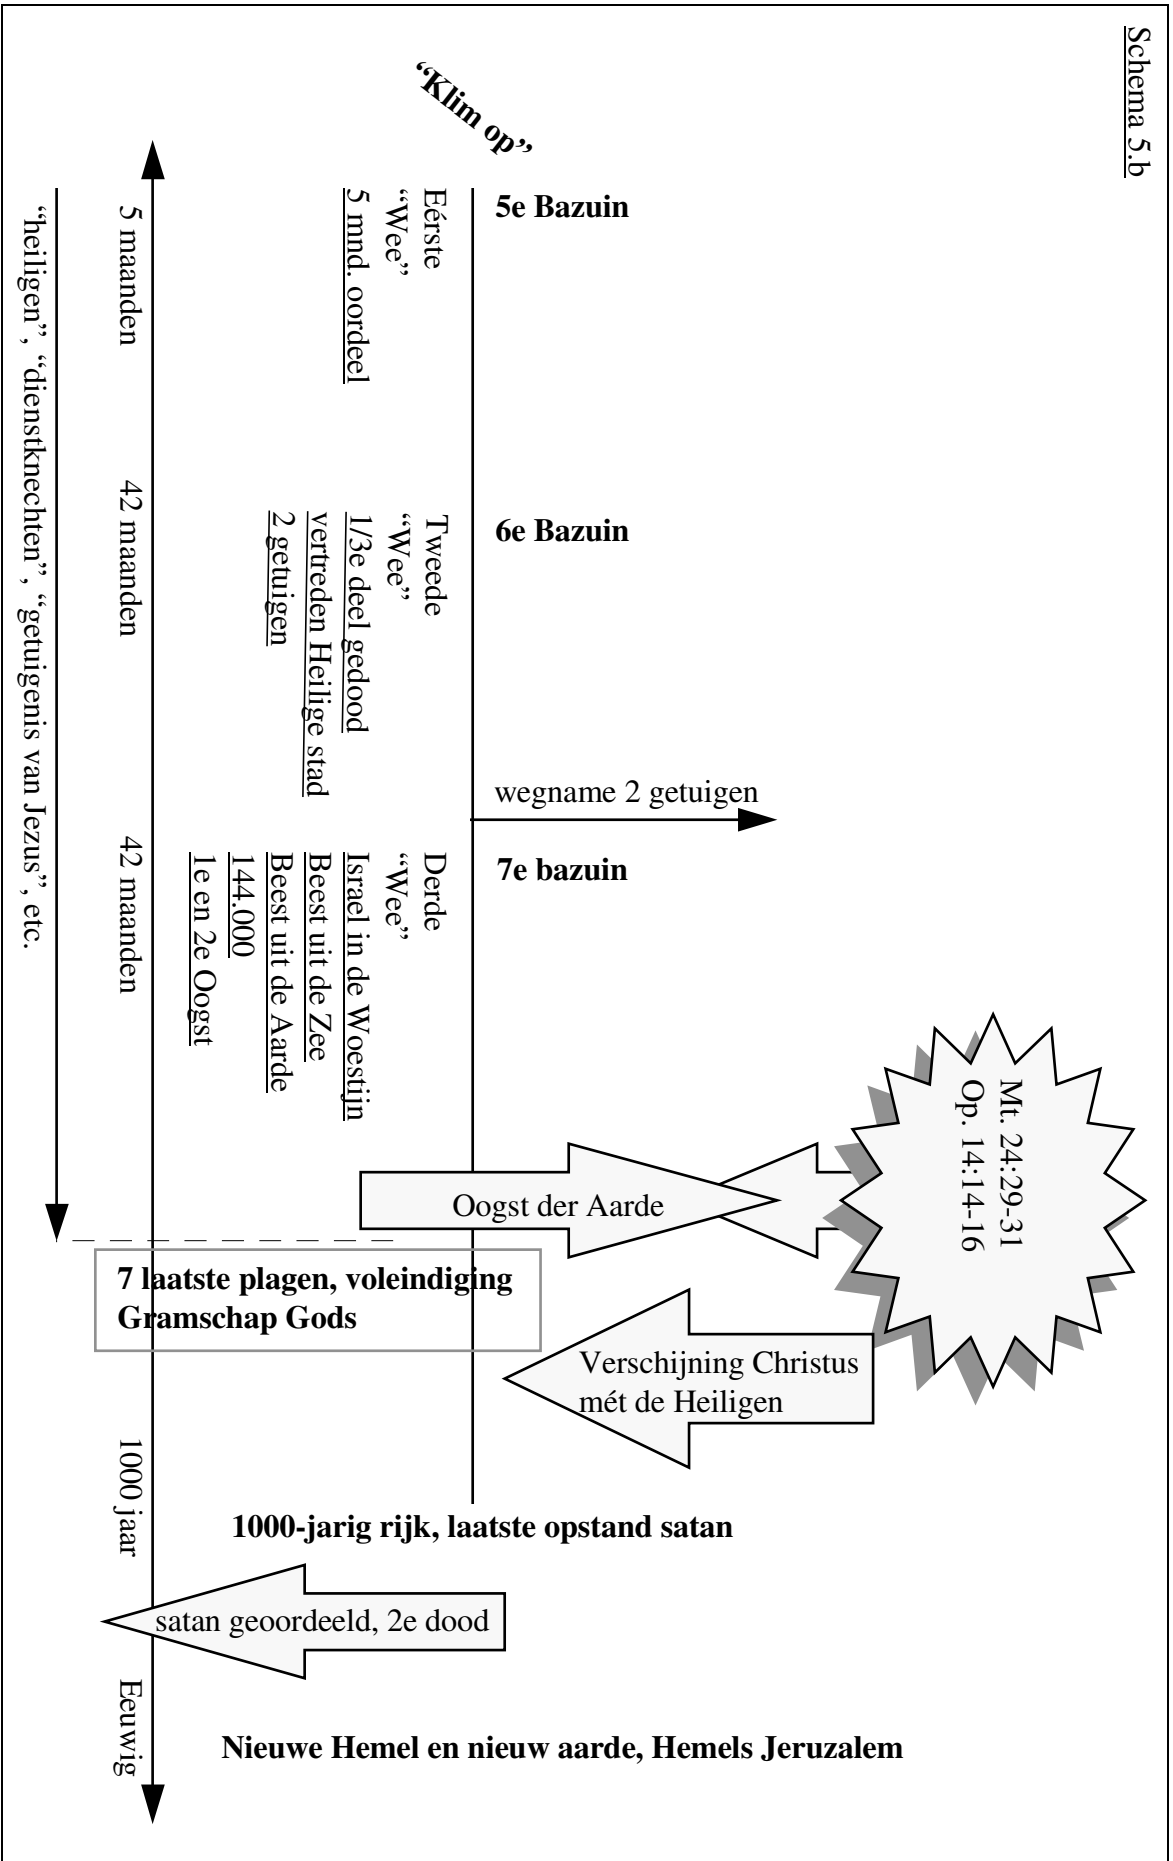 Schema 5.b
“Klim op”
5e Bazuin
Eérste
“Wee”
5 mnd. oordeel
6e Bazuin
Tweede
“Wee”
1/3e deel gedood
vertreden Heilige stad
2 getuigen
wegname 2 getuigen
7e bazuin
Derde
“Wee”
Israel in de Woestijn
Beest uit de Zee
Beest uit de Aarde
144.000
1e en 2e Oogst
Mt. 24:29-31
Op. 14:14-16
Oogst der Aarde
7 laatste plagen, voleindiging
Gramschap Gods
Verschijning Christus
mét de Heiligen
1000-jarig rijk, laatste opstand satan
satan geoordeeld, 2e dood
Nieuwe Hemel en nieuw aarde, Hemels Jeruzalem
5 maanden
42 maanden
42 maanden
1000 jaar
Eeuwig
“heiligen”, “dienstknechten”, “getuigenis van Jezus”, etc.